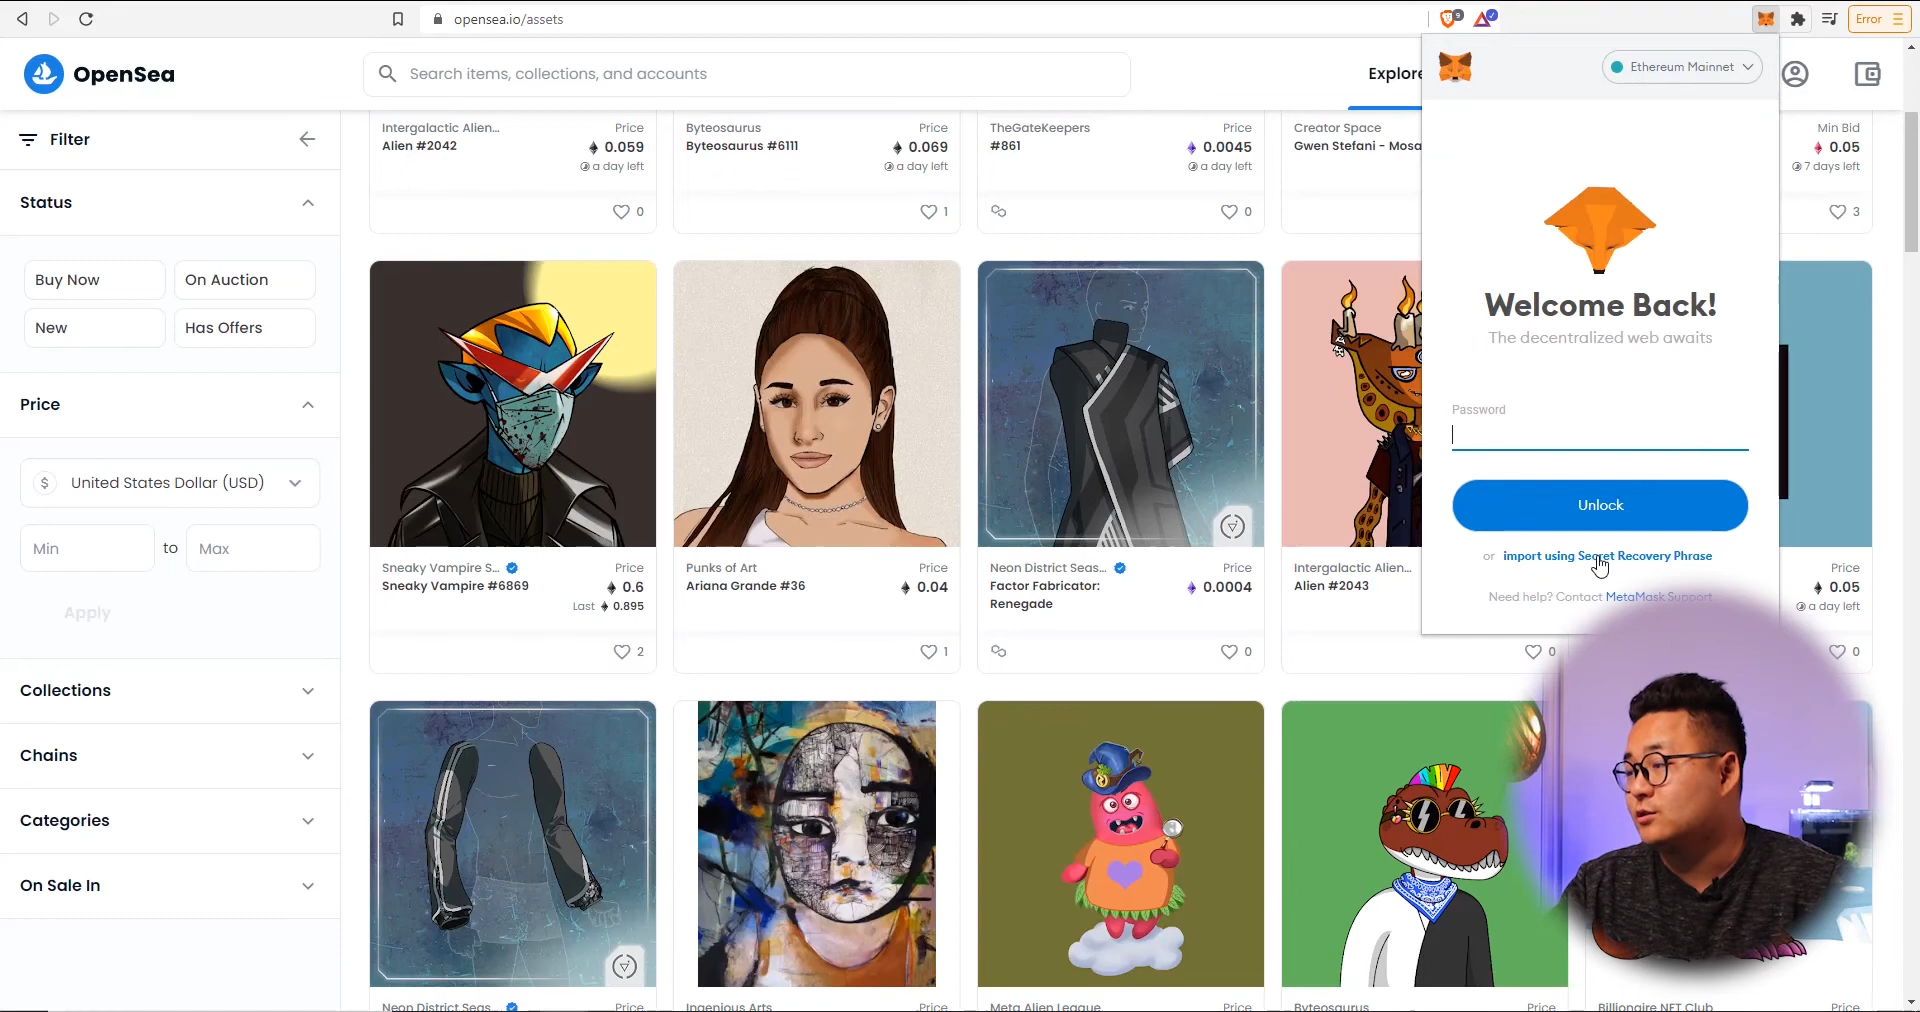 opensea.io/assets
9
Error
OpenSea
Search items, collections, and accounts
Explore
Ethereum Mainnet
Filter
Status
Buy Now
On Auction
New
Has Offers
Price
$ United States Dollar (USD)
Min to Max
Apply
Collections
Chains
Categories
On Sale In
Intergalactic Alien... Price
Alien #2042 0.059
a day left
0
Byteosaurus Price
Byteosaurus #6111 0.069
a day left
1
TheGateKeepers Price
#861 0.0045
a day left
0
Creator Space
Gwen Stefani - Mosa
Min Bid
0.05
7 days left
3
Sneaky Vampire S... Price
Sneaky Vampire #6869 0.6
Last 0.895
2
Punks of Art Price
Ariana Grande #36 0.04
1
Neon District Seas... Price
Factor Fabricator: 0.0004
Renegade
0
Intergalactic Alien...
Alien #2043
0
Price
0.05
a day left
0
Welcome Back!
The decentralized web awaits
Password
Unlock
or import using Secret Recovery Phrase
Need help? Contact MetaMask Support
Neon District Seas... Price
Ingenious Arts Price
Meta Alien League. Price
Byteosaurus Price
Billionaire NFT Club Price